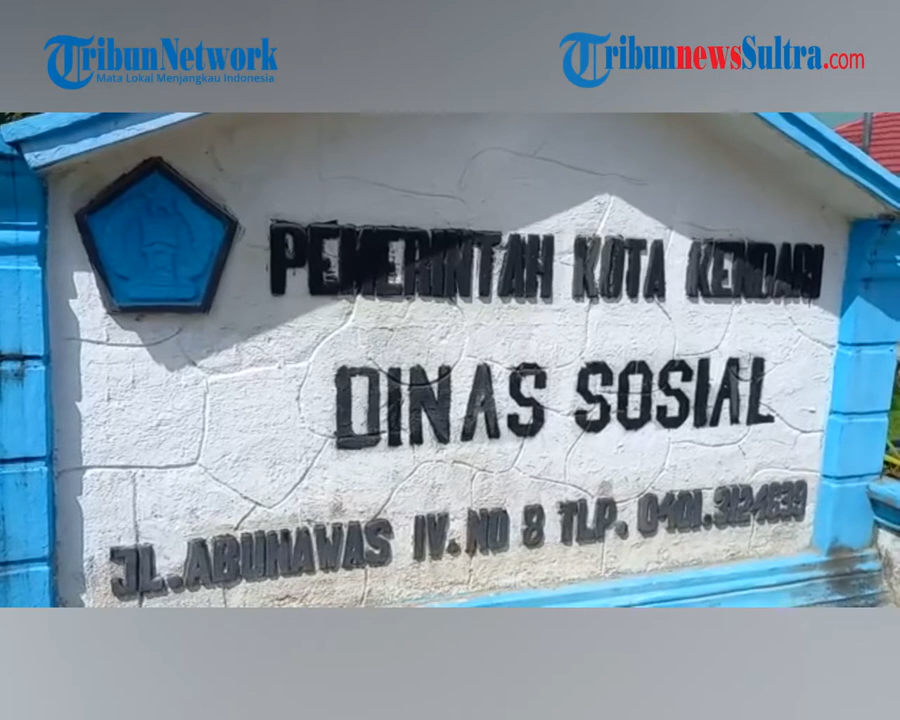 TribunNetwork
Mata Lokal Menjangkau Indonesia
TribunnewsSultra.com
PEMERINTAH KOTA KENDARI
DINAS SOSIAL
JL.ABUNAWAS IV.NO 8 TLP. 0401.3124639